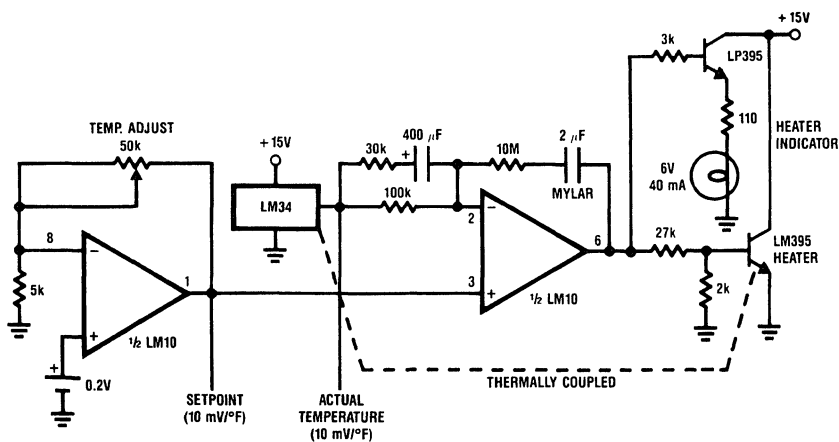 + 15V
3k
LP395
TEMP. ADJUST
50k
+ 15V
30k
400 μF
+
10M
2 μF
MYLAR
110
HEATER
INDICATOR
6V
40 mA
LM34
100k
−
2
8
−
5k
1
+
½ LM10
+
0.2V
3
+
½ LM10
6
27k
2k
LM395
HEATER
THERMALLY COUPLED
SETPOINT
(10 mV/°F)
ACTUAL
TEMPERATURE
(10 mV/°F)